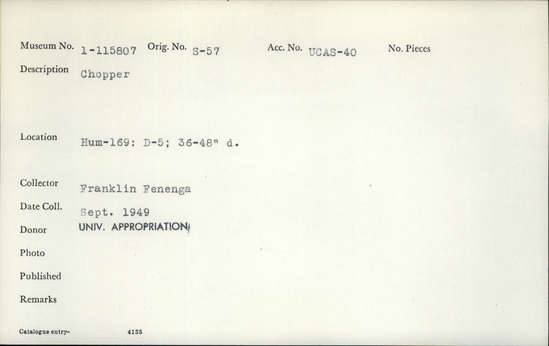 Museum No. 1-115807 Orig. No. S-57 Acc. No. UCAS-40 No. Pieces
Description Chopper
Location Hum-169: D-5; 36-48" d.
Collector Franklin Fenenga
Date Coll. Sept. 1949
Donor UNIV. APPROPRIATION
Photo
Published
Remarks
Catalogue entry- 4155